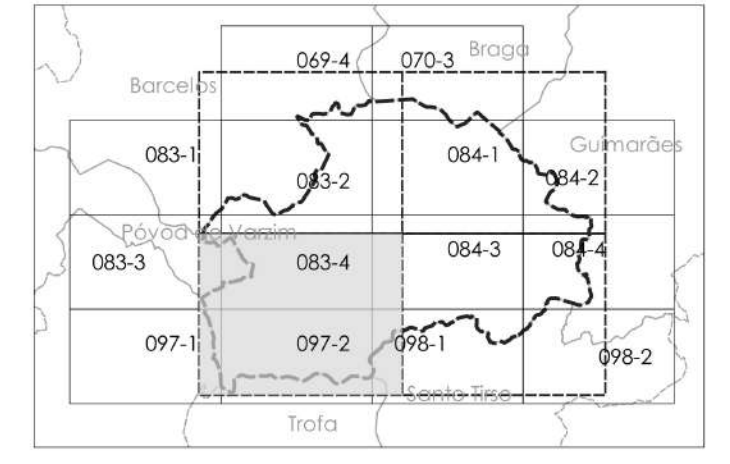 Braga
069-4 070-3
Barcelos
083-1 084-1 Guimarães
083-2 084-2
Póvoa de Varzim
083-3 083-4 084-3 084-4
097-1 097-2 098-1 098-2
Santo Tirso
Trofa